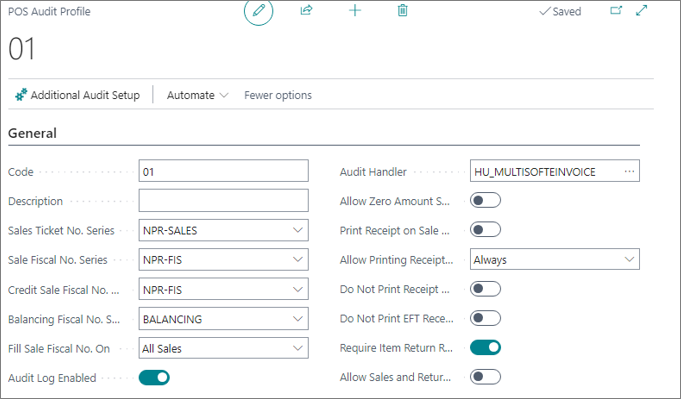 POS Audit Profile
Saved
01
Additional Audit Setup
Automate
Fewer options
General
Code 01
Description
Sales Ticket No. Series NPR-SALES
Sale Fiscal No. Series NPR-FIS
Credit Sale Fiscal No. ... NPR-FIS
Balancing Fiscal No. S... BALANCING
Fill Sale Fiscal No. On All Sales
Audit Log Enabled
Audit Handler HU_MULTISOFTEINVOICE ...
Allow Zero Amount S...
Print Receipt on Sale ...
Allow Printing Receipt... Always
Do Not Print Receipt ...
Do Not Print EFT Rece...
Require Item Return R...
Allow Sales and Retur...